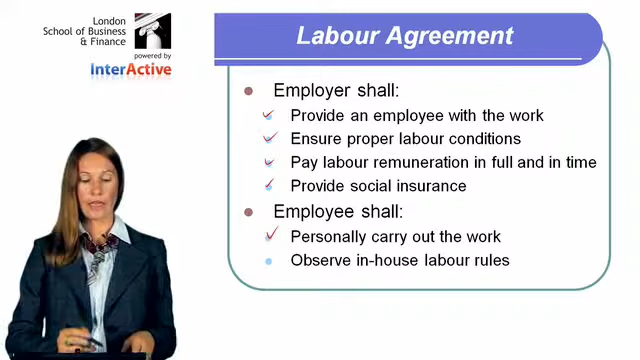 London
School of Business
& Finance
powered by
InterActive
Labour Agreement
Employer shall:
Provide an employee with the work
Ensure proper labour conditions
Pay labour remuneration in full and in time
Provide social insurance
Employee shall:
Personally carry out the work
Observe in-house labour rules